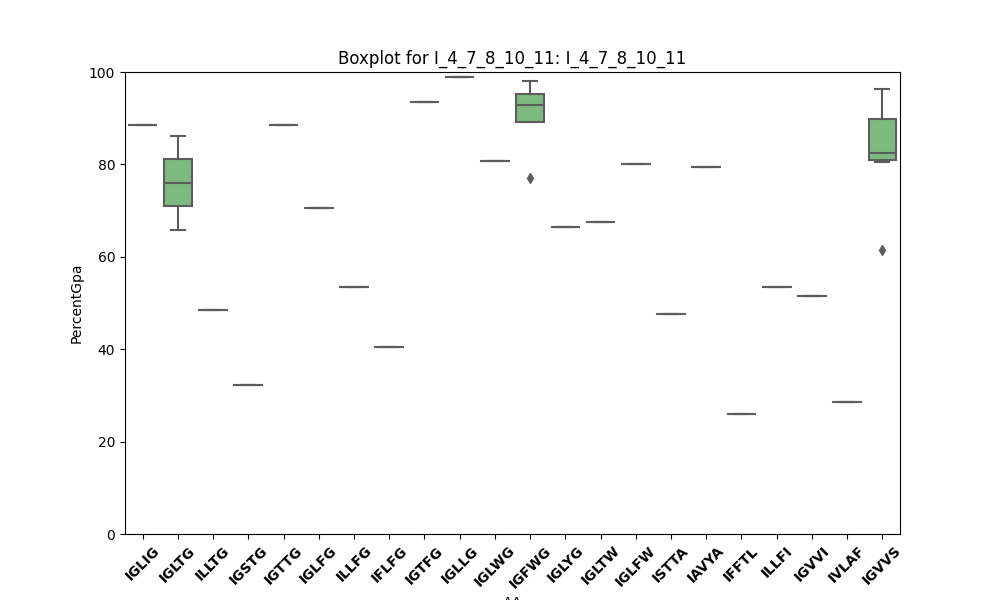 Boxplot for I_4_7_8_10_11: I_4_7_8_10_11
PercentGpa
100
80
60
40
20
0
IGLIG
IGLTG
ILLTG
IGSTG
IGTTG
IGLFG
ILLFG
IFLFG
IGTFG
IGLLG
IGLWG
IGFWG
IGLYG
IGLTW
IGLFW
ISTTA
IAVYA
IFFTL
ILLFI
IGVVI
IVLAF
IGVVS